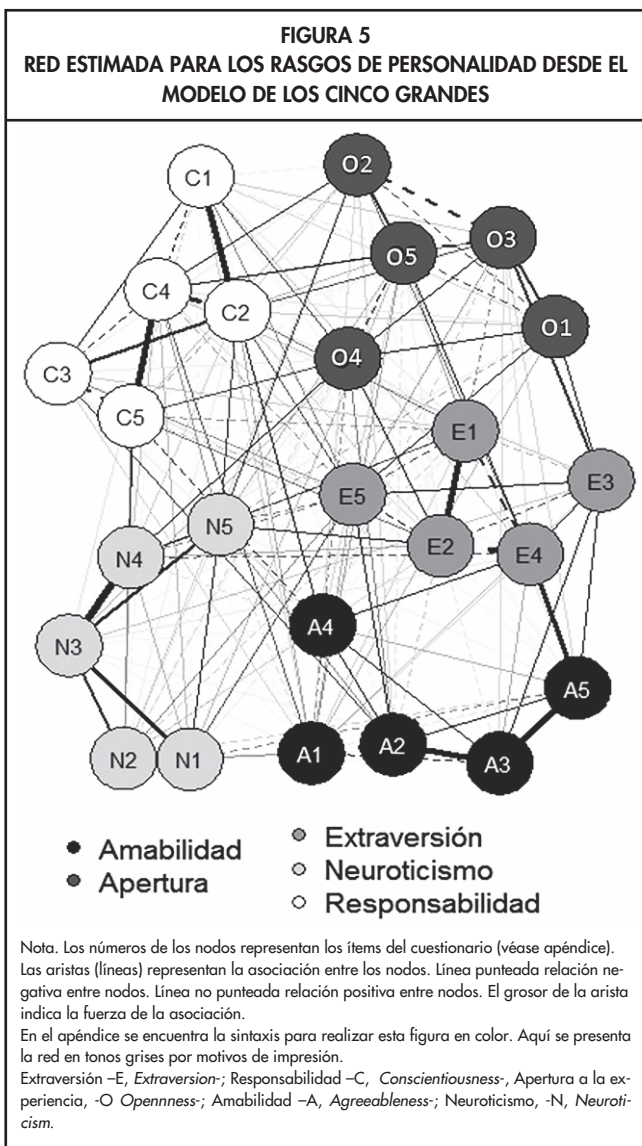 FIGURA 5
RED ESTIMADA PARA LOS RASGOS DE PERSONALIDAD DESDE EL
MODELO DE LOS CINCO GRANDES
C1
O2
O3
O5
C4
C2
O1
O4
C3
C5
E1
E3
E5
N5
E2
E4
N4
A4
N3
A5
N2
N1
A1
A2
A3
Amabilidad
Apertura
Extraversión
Neuroticismo
Responsabilidad
Nota. Los números de los nodos representan los ítems del cuestionario (véase apéndice).
Las aristas (líneas) representan la asociación entre los nodos. Línea punteada relación ne-
gativa entre nodos. Línea no punteada relación positiva entre nodos. El grosor de la arista
indica la fuerza de la asociación.
En el apéndice se encuentra la sintaxis para realizar esta figura en color. Aquí se presenta
la red en tonos grises por motivos de impresión.
Extraversión –E, Extraversion-; Responsabilidad –C, Conscientiousness-, Apertura a la ex-
periencia, -O Opennness-; Amabilidad –A, Agreeableness-; Neuroticismo, -N, Neuroti-
cism.